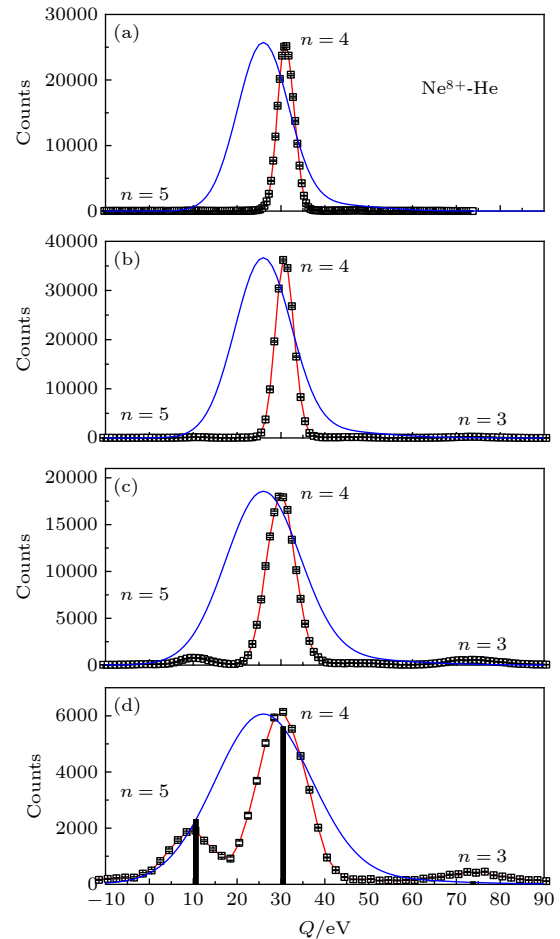 30000
(a)
n = 4
20000
Ne8+-He
Counts
10000
n = 5
0
40000
(b)
n = 4
30000
Counts
20000
10000
n = 5
n = 3
0
20000
(c)
n = 4
15000
Counts
10000
n = 5
5000
n = 3
0
(d)
n = 4
6000
Counts
4000
n = 5
2000
n = 3
0
−10 0 10 20 30 40 50 60 70 80 90
Q/eV